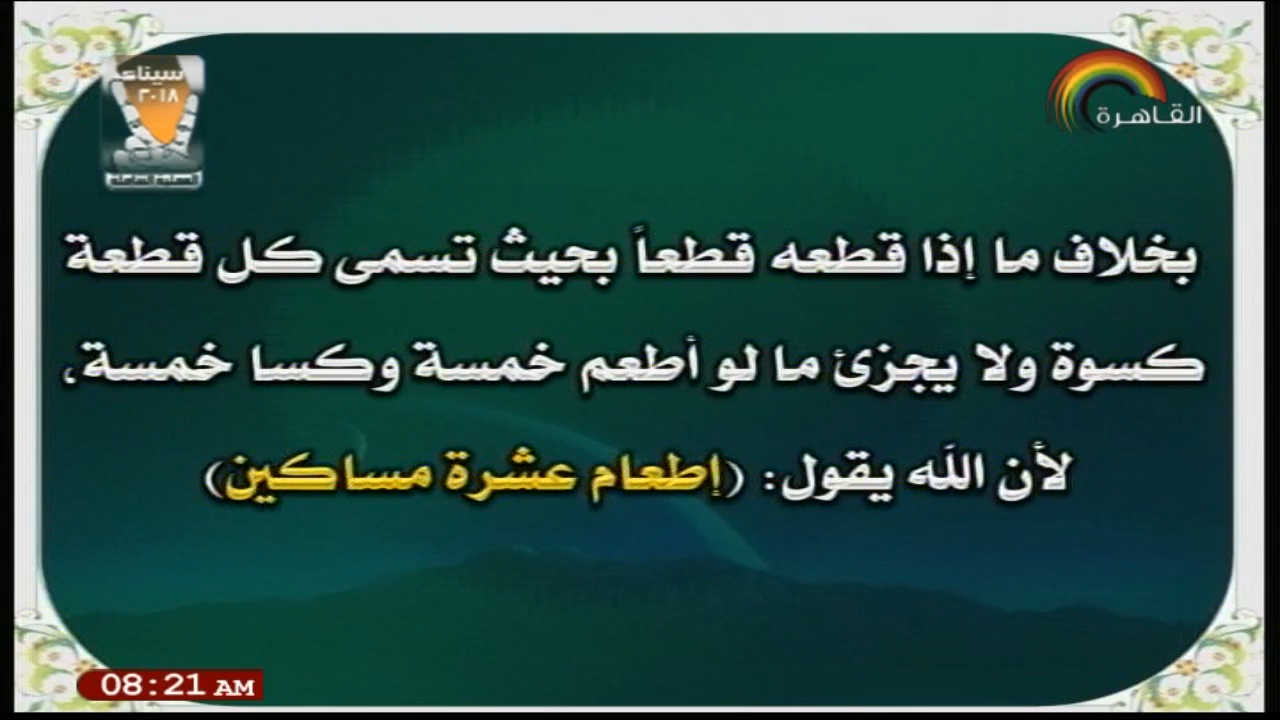 سيناء
٢٠١٨
القاهرة
بخلاف ما إذا قطعه قطعاً بحيث تسمى كل قطعة
كسوة ولا يجزئ ما لو أطعم خمسة وكسا خمسة،
لأن الله يقول: (إطعام عشرة مساكين)
08:21 AM